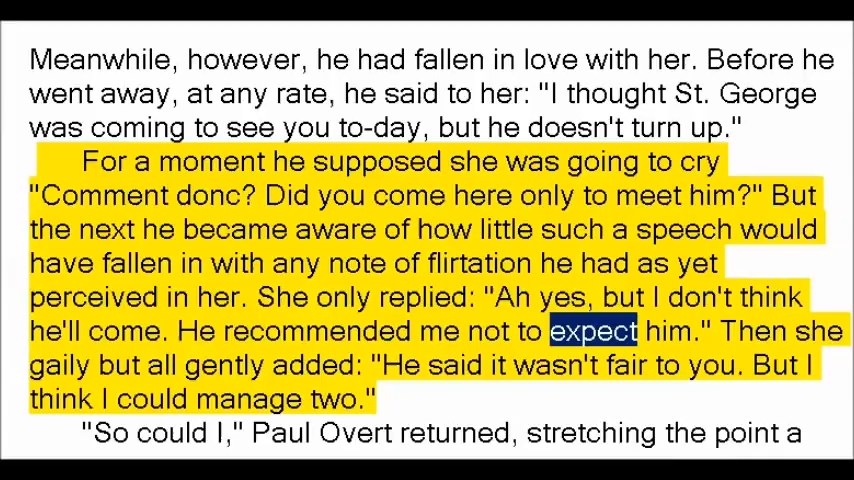 Meanwhile, however, he had fallen in love with her. Before he
went away, at any rate, he said to her: "I thought St. George
was coming to see you to-day, but he doesn't turn up."
For a moment he supposed she was going to cry
"Comment donc? Did you come here only to meet him?" But
the next he became aware of how little such a speech would
have fallen in with any note of flirtation he had as yet
perceived in her. She only replied: "Ah yes, but I don't think
he'll come. He recommended me not to expect him." Then she
gaily but all gently added: "He said it wasn't fair to you. But I
think I could manage two."
"So could I," Paul Overt returned, stretching the point a